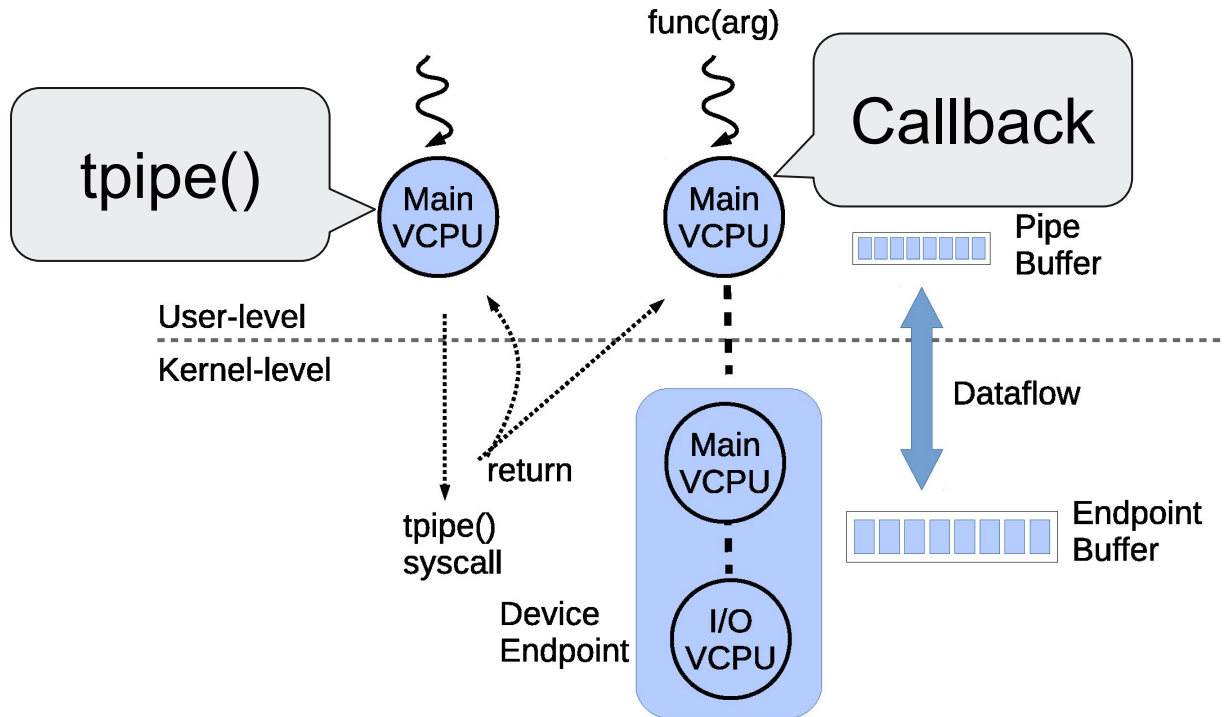 func(arg)
tpipe()
Callback
Main
VCPU
Main
VCPU
Pipe
Buffer
User-level
Kernel-level
Dataflow
Main
VCPU
return
tpipe()
syscall
Endpoint
Buffer
Device
Endpoint
I/O
VCPU